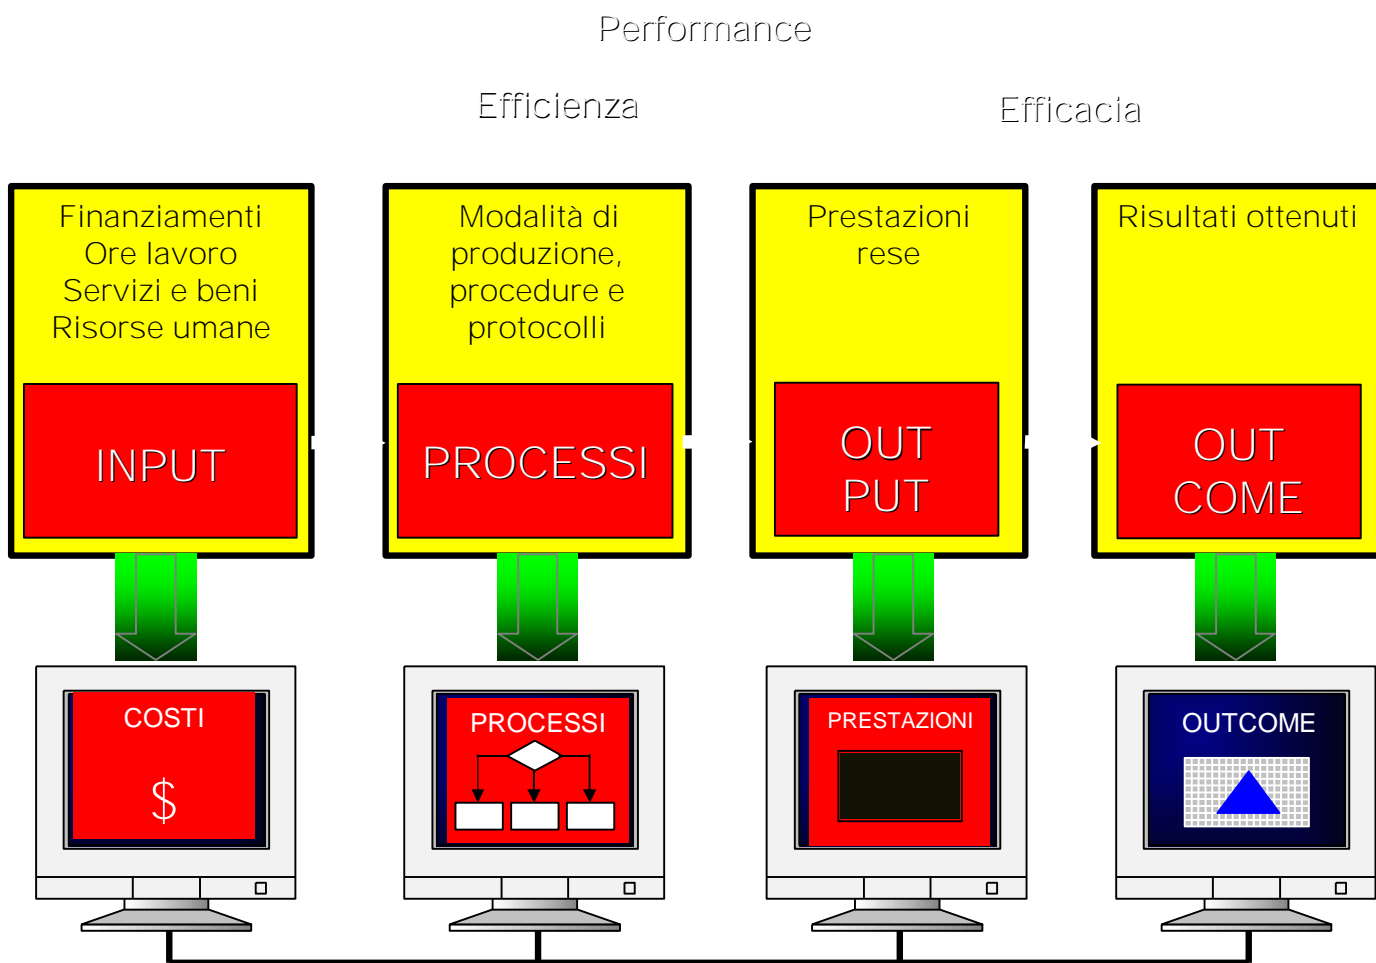 Performance
Efficienza
Efficacia
Finanziamenti
Ore lavoro
Servizi e beni
Risorse umane
INPUT
Modalità di
produzione,
procedure e
protocolli
PROCESSI
Prestazioni
rese
OUT
PUT
Risultati ottenuti
OUT
COME
COSTI
$
PROCESSI
PRESTAZIONI
OUTCOME